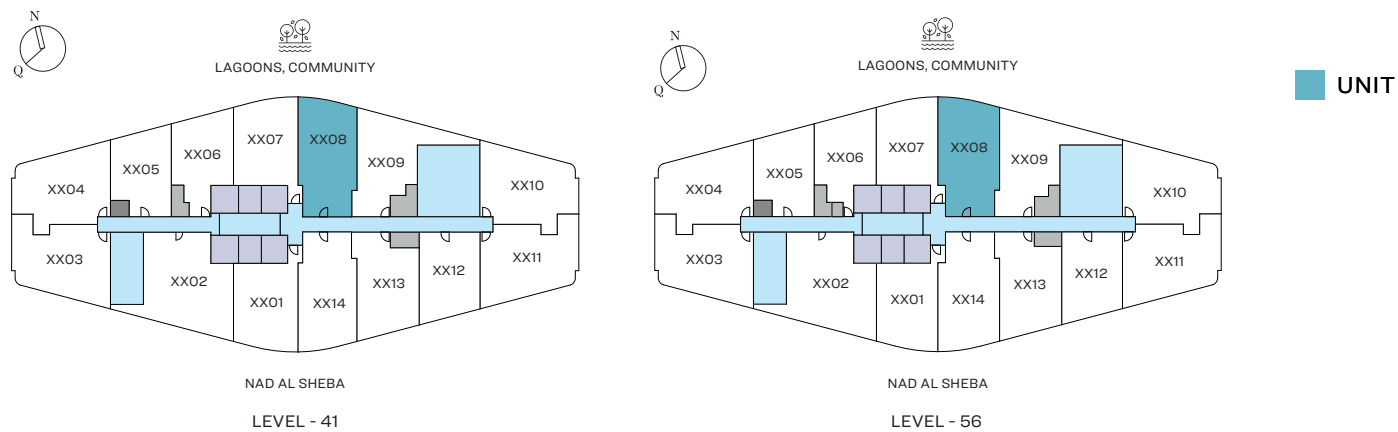 N
Q
LAGOONS, COMMUNITY
XX04
XX05
XX06
XX07
XX08
XX09
XX10
XX03
XX02
XX01
XX14
XX13
XX12
XX11
NAD AL SHEBA
LEVEL - 41
N
Q
LAGOONS, COMMUNITY
XX04
XX05
XX06
XX07
XX08
XX09
XX10
XX03
XX02
XX01
XX14
XX13
XX12
XX11
NAD AL SHEBA
LEVEL - 56
UNIT